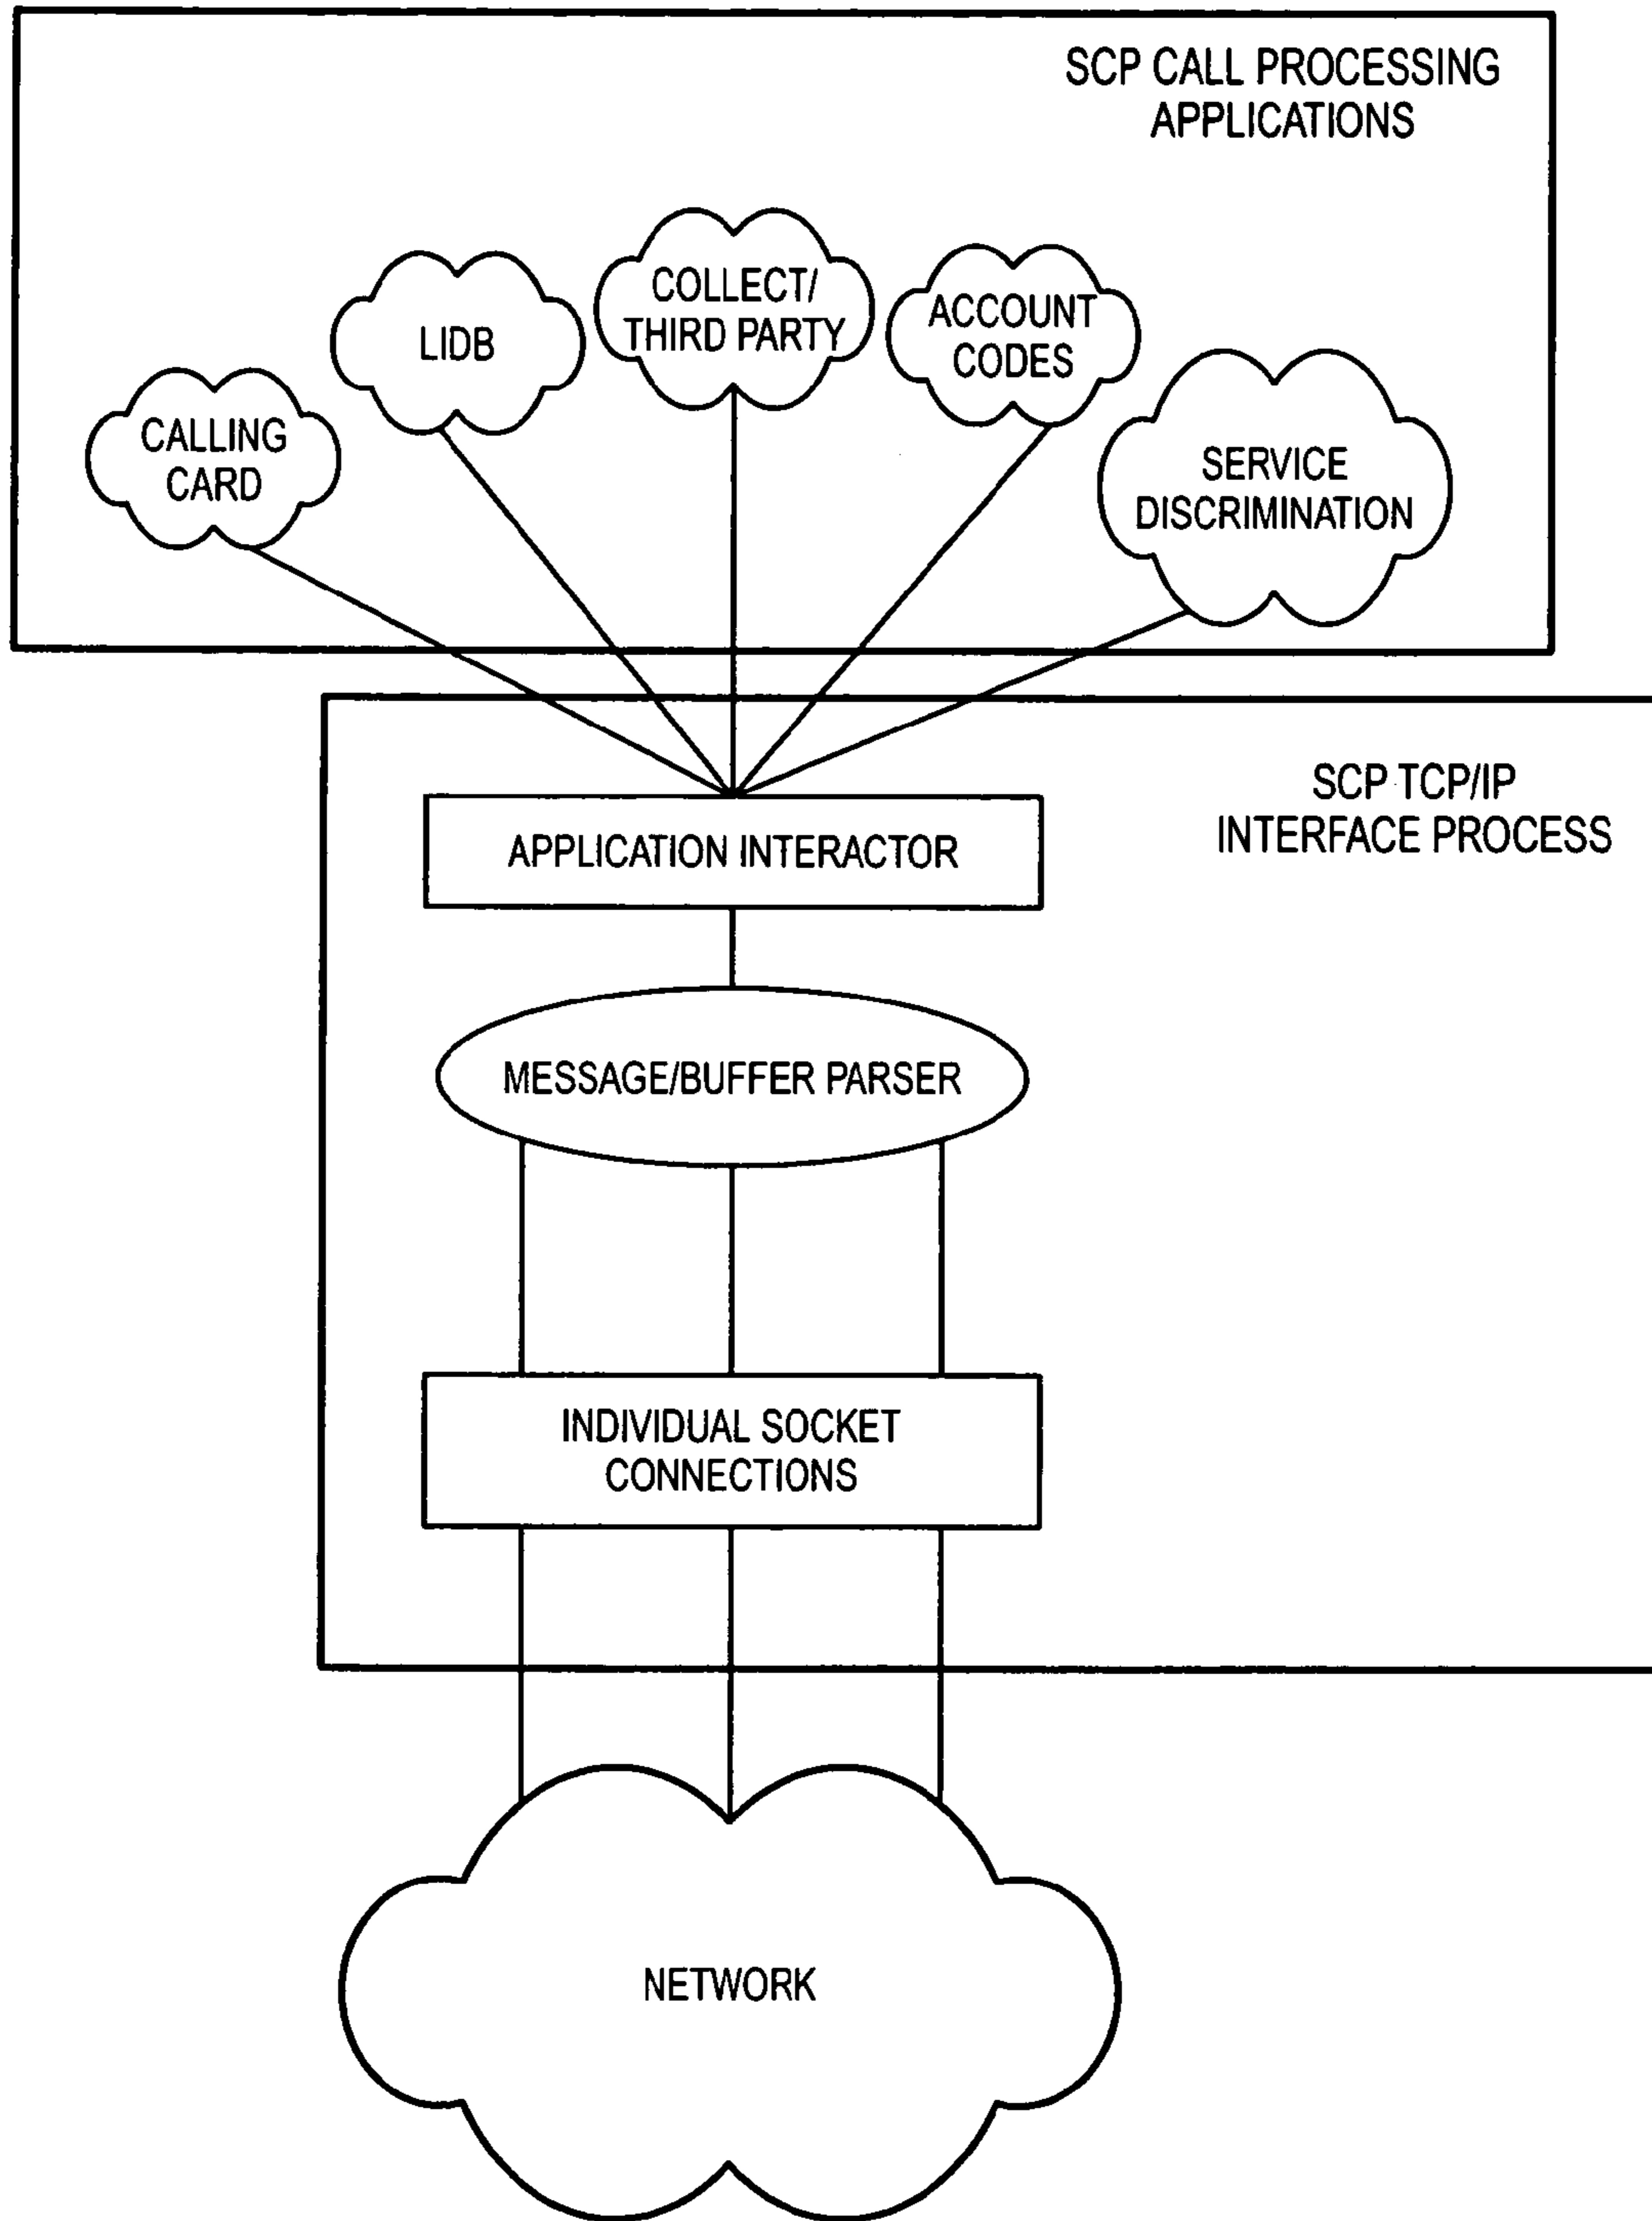 SCP CALL PROCESSING
APPLICATIONS
COLLECT/
THIRD PARTY
LIDB
ACCOUNT
CODES
CALLING
CARD
SERVICE
DISCRIMINATION
SCP TCP/IP
INTERFACE PROCESS
APPLICATION INTERACTOR
MESSAGE/BUFFER PARSER
INDIVIDUAL SOCKET
CONNECTIONS
NETWORK